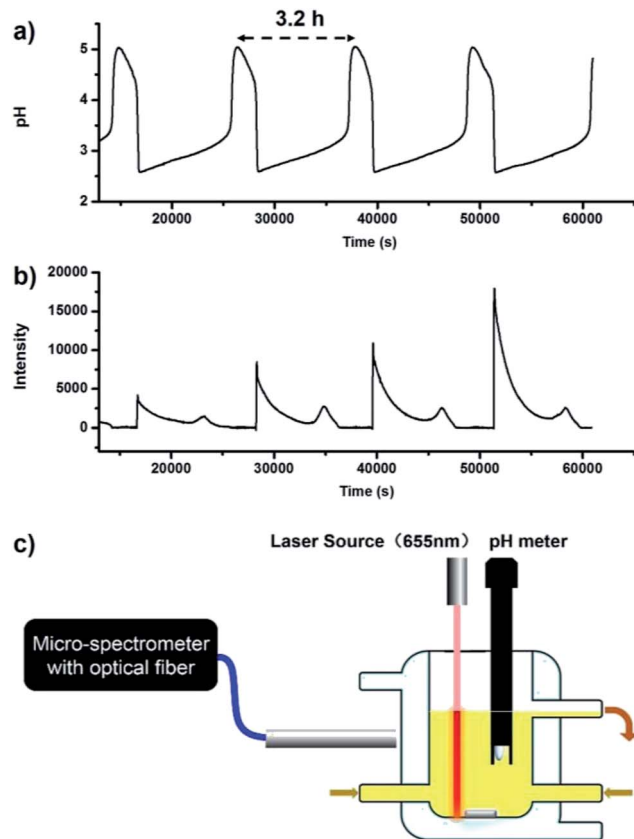 a)
3.2 h
5
4
3
2
pH
20000 30000 40000 50000 60000
Time (s)
b)
20000
15000
10000
5000
0
Intensity
20000 30000 40000 50000 60000
Time (s)
c)
Laser Source（655nm） pH meter
Micro-spectrometer
with optical fiber